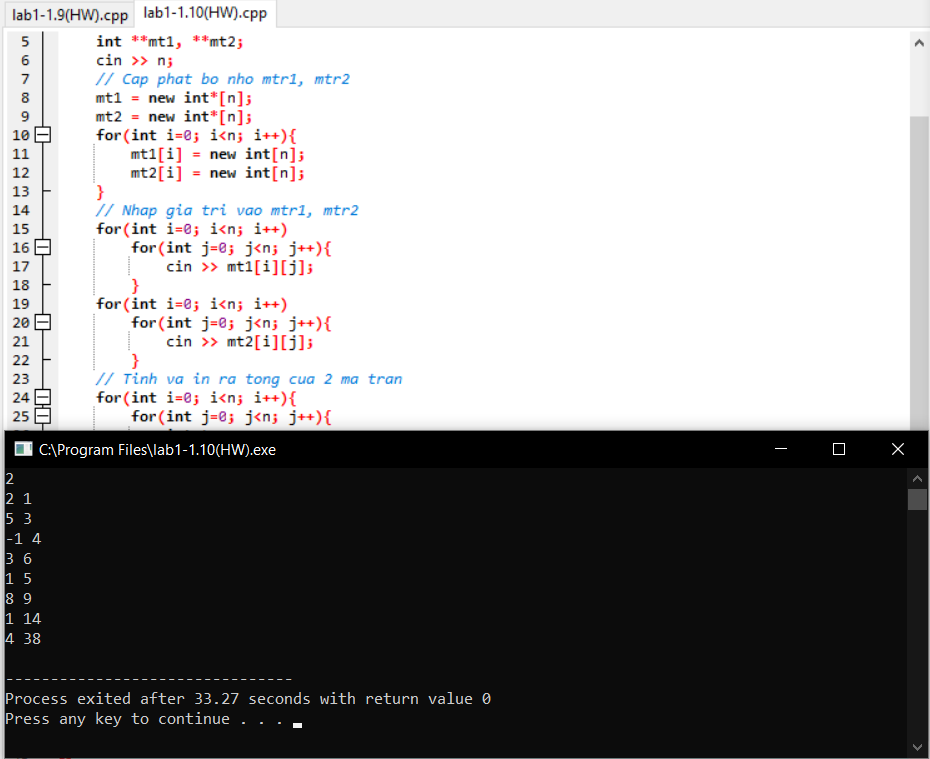 lab1-1.9(HW).cpp lab1-1.10(HW).cpp
5 int **mt1, **mt2;
6 cin >> n;
7 // Cap phat bo nho mtr1, mtr2
8 mt1 = new int*[n];
9 mt2 = new int*[n];
10 for(int i=0; i<n; i++){
11 mt1[i] = new int[n];
12 mt2[i] = new int[n];
13 }
14 // Nhap gia tri vao mtr1, mtr2
15 for(int i=0; i<n; i++)
16 for(int j=0; j<n; j++){
17 cin >> mt1[i][j];
18 }
19 for(int i=0; i<n; i++)
20 for(int j=0; j<n; j++){
21 cin >> mt2[i][j];
22 }
23 // Tinh va in ra tong cua 2 ma tran
24 for(int i=0; i<n; i++){
25 for(int j=0; j<n; j++){
C:\Program Files\lab1-1.10(HW).exe
2
2 1
5 3
-1 4
3 6
1 5
8 9
1 14
4 38
--------------------------------
Process exited after 33.27 seconds with return value 0
Press any key to continue . . .